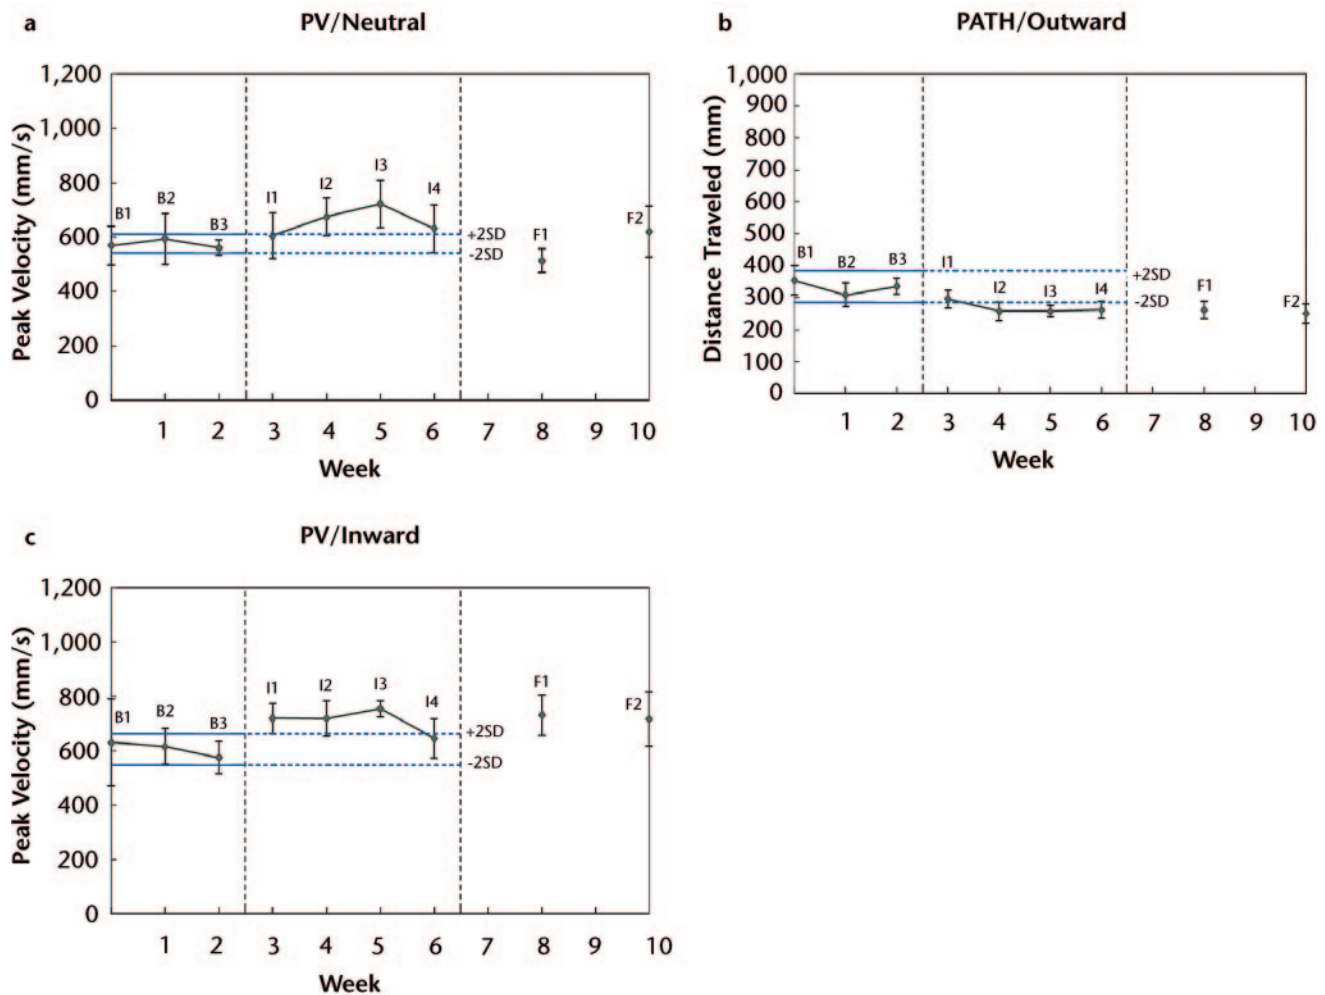 a
PV/Neutral
Peak Velocity (mm/s)
1,200
1,000
800
600
400
200
0
B1
B2
B3
I1
I2
I3
I4
+2SD
-2SD
F1
F2
1 2 3 4 5 6 7 8 9 10
Week
b
PATH/Outward
Distance Traveled (mm)
1,000
900
800
700
600
500
400
300
200
100
0
B1
B2
B3
I1
I2
I3
I4
+2SD
-2SD
F1
F2
1 2 3 4 5 6 7 8 9 10
Week
c
PV/Inward
Peak Velocity (mm/s)
1,200
1,000
800
600
400
200
0
B1
B2
B3
I1
I2
I3
I4
+2SD
-2SD
F1
F2
1 2 3 4 5 6 7 8 9 10
Week